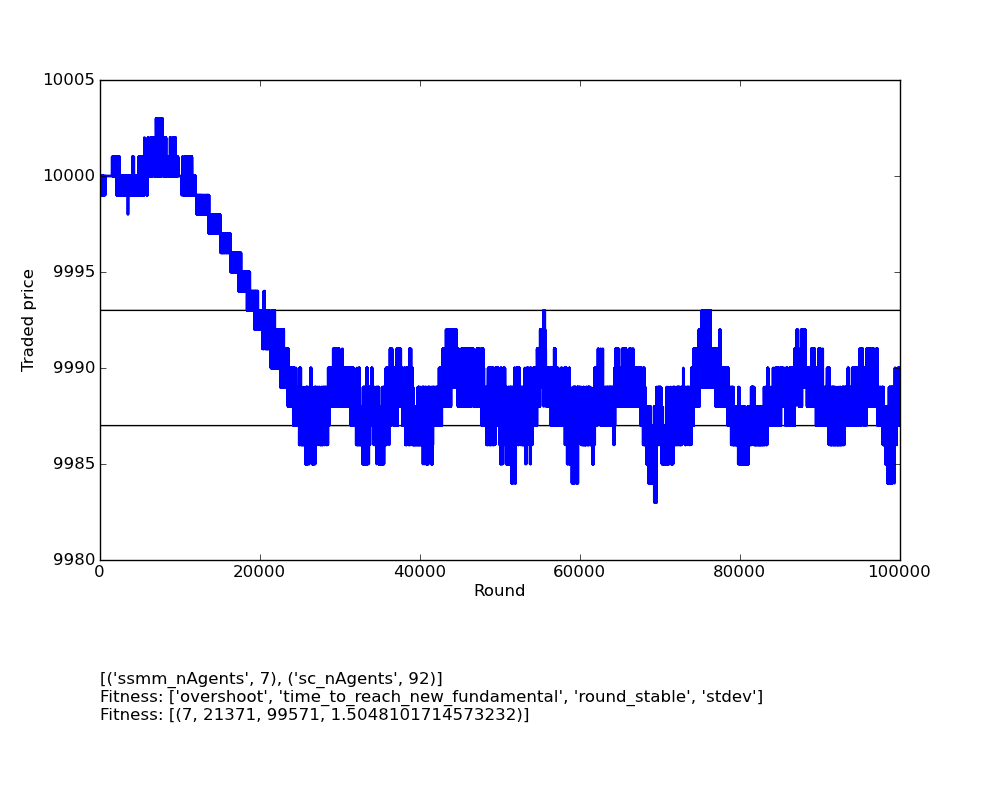 10005
10000
9995
9990
9985
9980
Traded price
0 20000 40000 60000 80000 100000
Round
[('ssmm_nAgents', 7), ('sc_nAgents', 92)]
Fitness: ['overshoot', 'time_to_reach_new_fundamental', 'round_stable', 'stdev']
Fitness: [(7, 21371, 99571, 1.5048101714573232)]